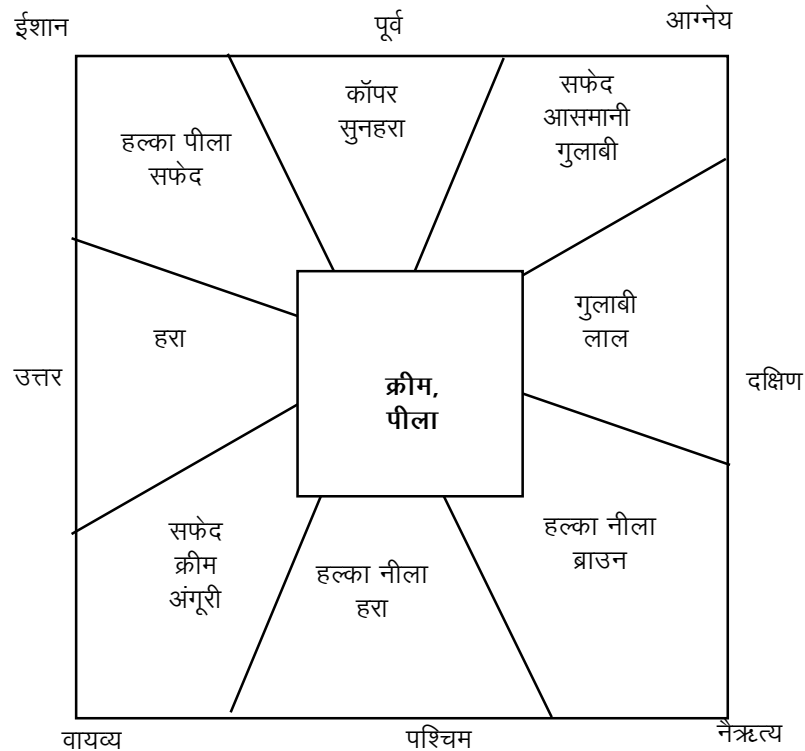 ईशान
पूर्व
आग्नेय
हल्का पीला
सफेद
कॉपर
सुनहरा
सफेद
आसमानी
गुलाबी
हरा
गुलाबी
लाल
उत्तर
क्रीम,
पीला
दक्षिण
सफेद
क्रीम
अंगूरी
हल्का नीला
हरा
हल्का नीला
ब्राउन
वायव्य
पश्चिम
नैऋत्य